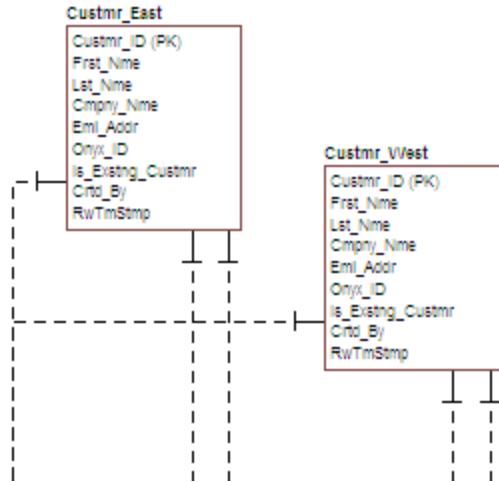 Custmr_East
Custmr_ID (PK)
Frst_Nme
Lst_Nme
Cmpny_Nme
Eml_Addr
Onyx_ID
Is_Exstng_Custmr
Crtd_By
RwTmStmp
Custmr_West
Custmr_ID (PK)
Frst_Nme
Lst_Nme
Cmpny_Nme
Eml_Addr
Onyx_ID
Is_Exstng_Custmr
Crtd_By
RwTmStmp